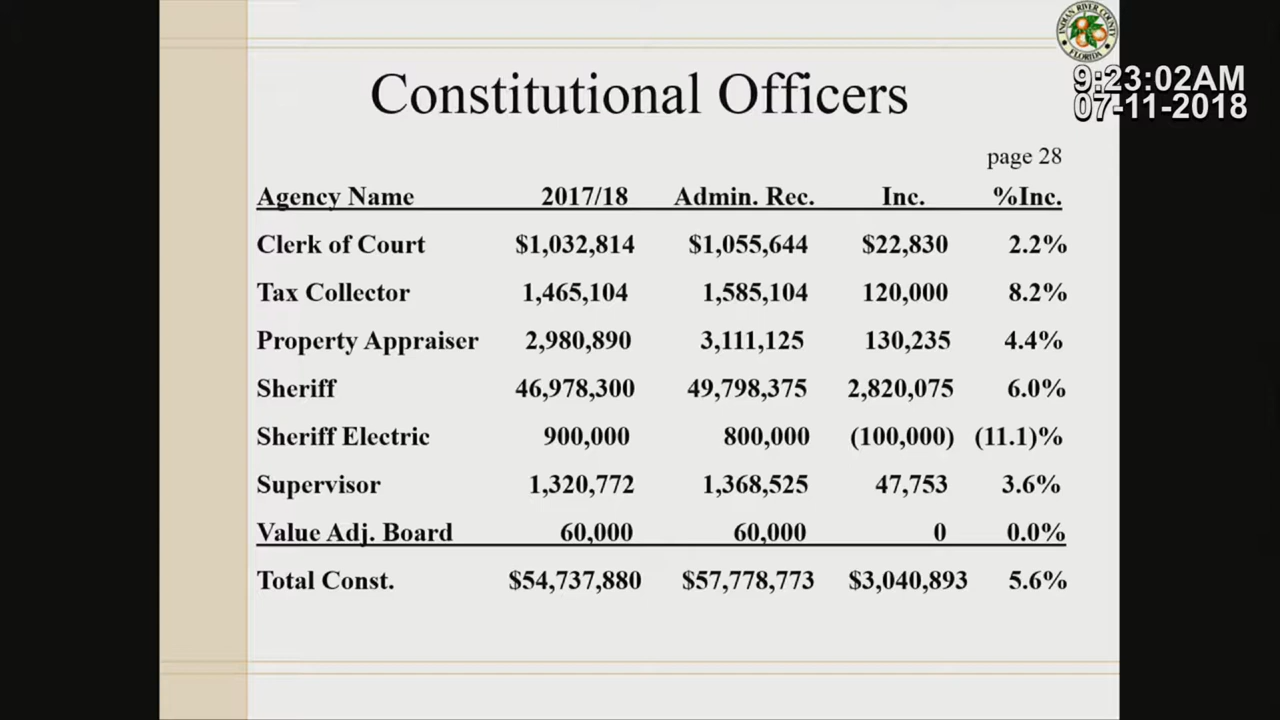 INDIAN RIVER COUNTY
FLORIDA
9:23:02AM
07-11-2018
Constitutional Officers
page 28
Agency Name 2017/18 Admin. Rec. Inc. %Inc.
Clerk of Court $1,032,814 $1,055,644 $22,830 2.2%
Tax Collector 1,465,104 1,585,104 120,000 8.2%
Property Appraiser 2,980,890 3,111,125 130,235 4.4%
Sheriff 46,978,300 49,798,375 2,820,075 6.0%
Sheriff Electric 900,000 800,000 (100,000) (11.1)%
Supervisor 1,320,772 1,368,525 47,753 3.6%
Value Adj. Board 60,000 60,000 0 0.0%
Total Const. $54,737,880 $57,778,773 $3,040,893 5.6%